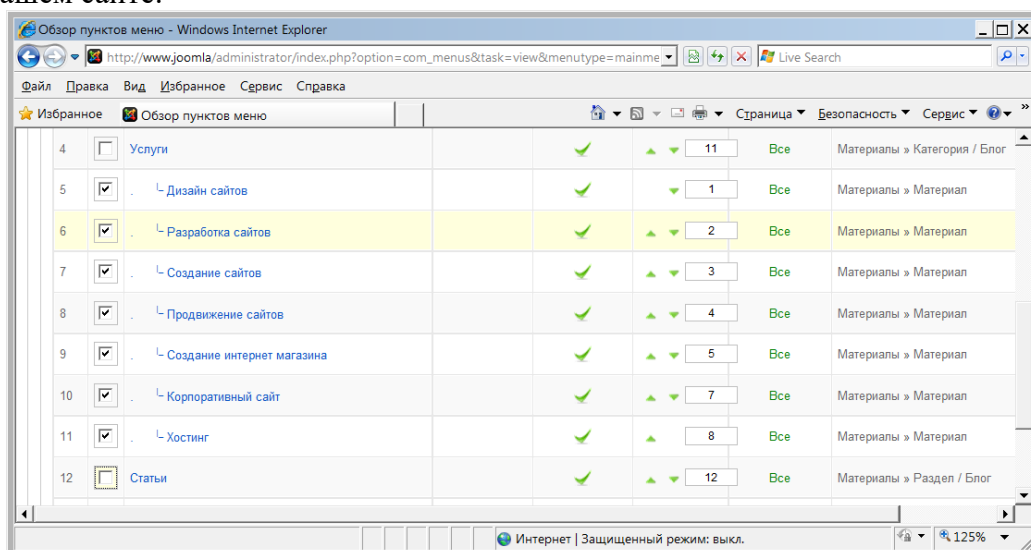 ашем сайте.
Обзор пунктов меню - Windows Internet Explorer
http://www.joomla/administrator/index.php?option=com_menus&task=view&menutype=mainme Live Search
Файл Правка Вид Избранное Сервис Справка
Избранное Обзор пунктов меню Страница Безопасность Сервис »
4 Услуги 11 Все Материалы » Категория / Блог
5 . Дизайн сайтов 1 Все Материалы » Материал
6 . Разработка сайтов 2 Все Материалы » Материал
7 . Создание сайтов 3 Все Материалы » Материал
8 . Продвижение сайтов 4 Все Материалы » Материал
9 . Создание интернет магазина 5 Все Материалы » Материал
10 . Корпоративный сайт 7 Все Материалы » Материал
11 . Хостинг 8 Все Материалы » Материал
12 Статьи 12 Все Материалы » Раздел / Блог
Интернет | Защищенный режим: выкл. 125%